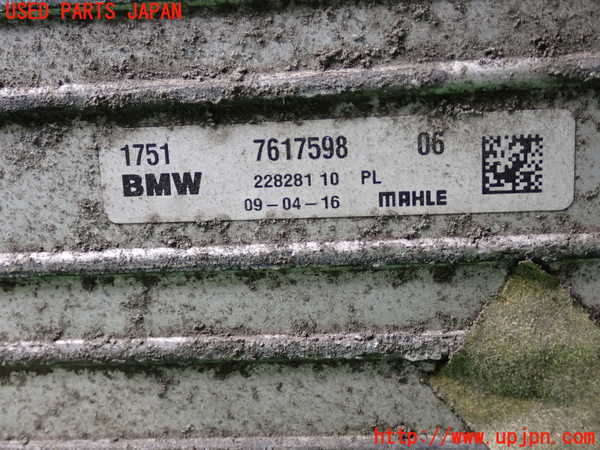 USED PARTS JAPAN
1751 7617598 06
BMW 228281 10 PL
09-04-16 MAHLE
http://www.upjpn.com/